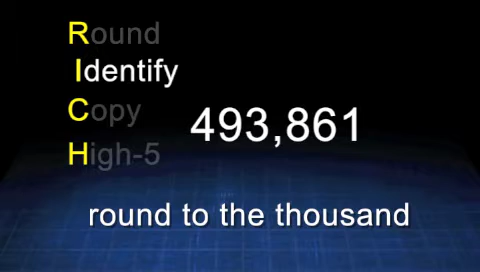 Round
Identify
Copy
High-5
493,861
round to the thousand